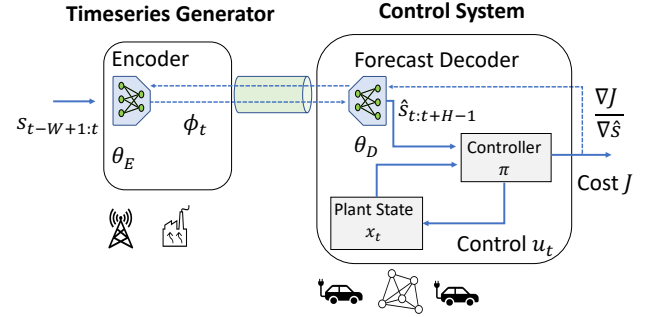 Timeseries Generator
Control System
Encoder
Forecast Decoder
s_{t-W+1:t}
ϕ_t
θ_E
ŝ_{t:t+H-1}
θ_D
∇J
∇ŝ
Controller
π
Cost J
Plant State
x_t
Control u_t